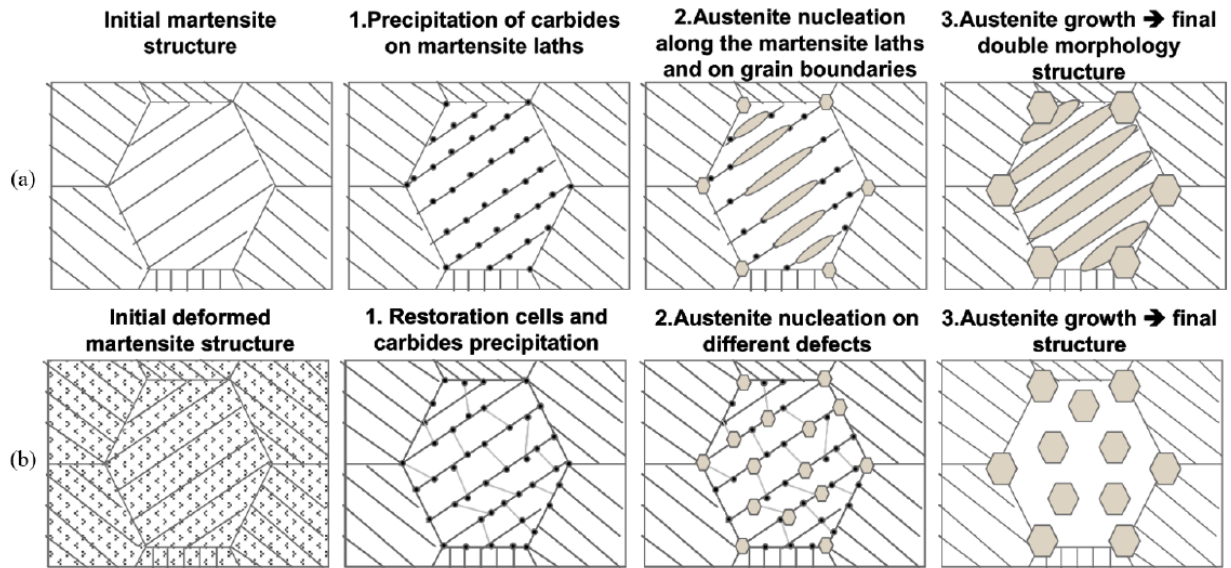 Initial martensite
structure
1.Precipitation of carbides
on martensite laths
2.Austenite nucleation
along the martensite laths
and on grain boundaries
3.Austenite growth ➔ final
double morphology
structure
(a)
Initial deformed
martensite structure
1. Restoration cells and
carbides precipitation
2.Austenite nucleation on
different defects
3.Austenite growth ➔ final
structure
(b)